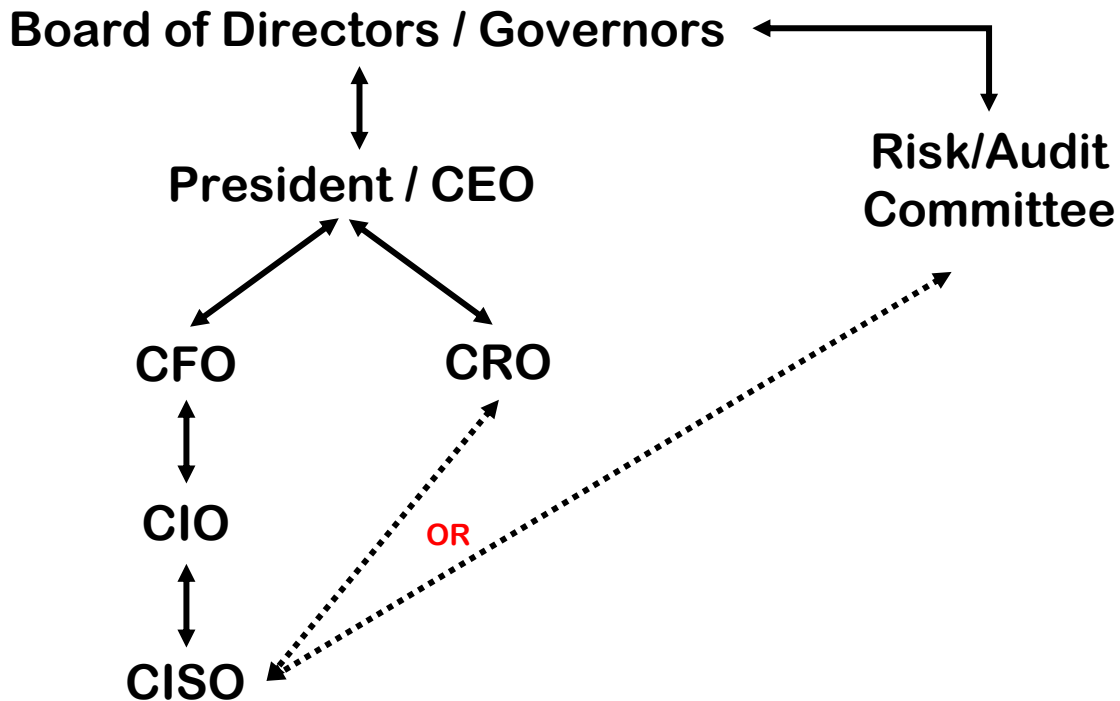 Board of Directors / Governors
Risk/Audit
Committee
President / CEO
CFO
CRO
CIO
OR
CISO